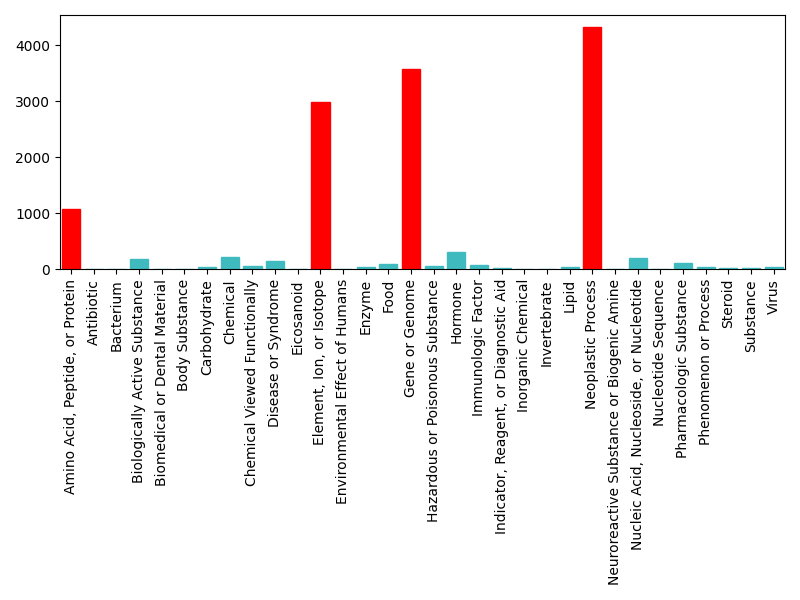 4000
3000
2000
1000
0
Amino Acid, Peptide, or Protein
Antibiotic
Bacterium
Biologically Active Substance
Biomedical or Dental Material
Body Substance
Carbohydrate
Chemical
Chemical Viewed Functionally
Disease or Syndrome
Eicosanoid
Element, Ion, or Isotope
Environmental Effect of Humans
Enzyme
Food
Gene or Genome
Hazardous or Poisonous Substance
Hormone
Immunologic Factor
Indicator, Reagent, or Diagnostic Aid
Inorganic Chemical
Invertebrate
Lipid
Neoplastic Process
Neuroreactive Substance or Biogenic Amine
Nucleic Acid, Nucleoside, or Nucleotide
Nucleotide Sequence
Pharmacologic Substance
Phenomenon or Process
Steroid
Substance
Virus